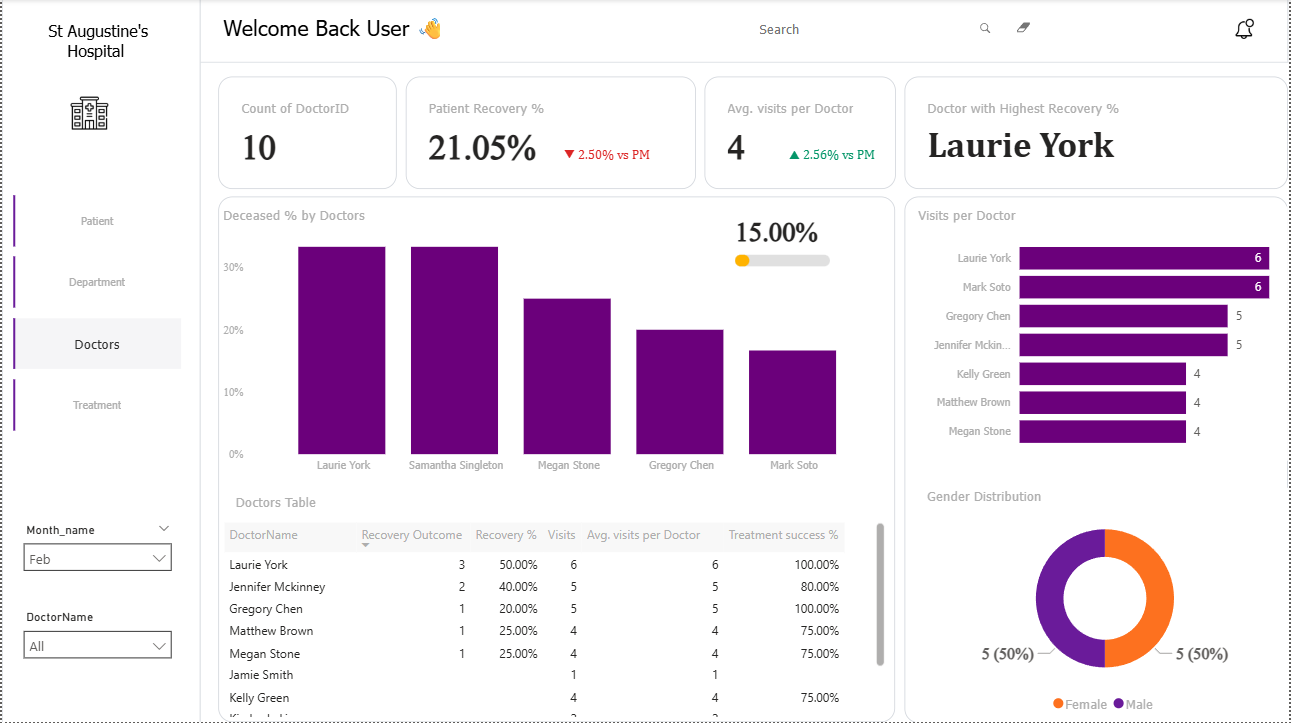 St Augustine's
Hospital
Welcome Back User 👋
Search
Patient
Department
Doctors
Treatment
Month_name
Feb
DoctorName
All
Count of DoctorID
10
Patient Recovery %
21.05%
▼ 2.50% vs PM
Avg. visits per Doctor
4
▲ 2.56% vs PM
Doctor with Highest Recovery %
Laurie York
Deceased % by Doctors
15.00%
30%
20%
10%
0%
Laurie York Samantha Singleton Megan Stone Gregory Chen Mark Soto
Visits per Doctor
Laurie York 6
Mark Soto 6
Gregory Chen 5
Jennifer Mckin... 5
Kelly Green 4
Matthew Brown 4
Megan Stone 4
Doctors Table
DoctorName Recovery Outcome Recovery % Visits Avg. visits per Doctor Treatment success %
Laurie York 3 50.00% 6 6 100.00%
Jennifer Mckinney 2 40.00% 5 5 80.00%
Gregory Chen 1 20.00% 5 5 100.00%
Matthew Brown 1 25.00% 4 4 75.00%
Megan Stone 1 25.00% 4 4 75.00%
Jamie Smith 1 1
Kelly Green 4 4 75.00%
Gender Distribution
5 (50%) 5 (50%)
Female Male